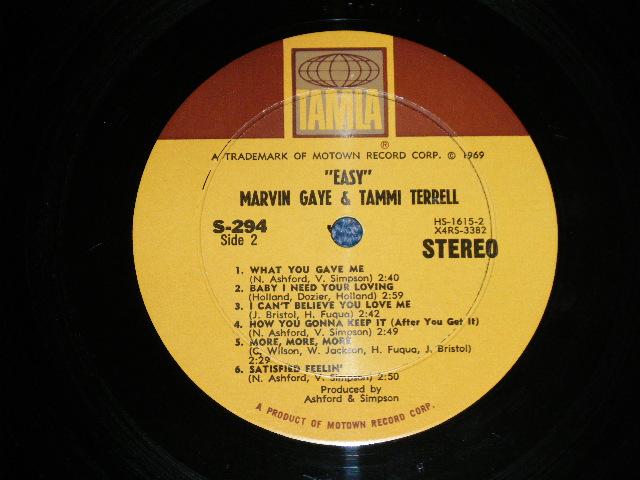 TAMLA
®
A TRADEMARK OF MOTOWN RECORD CORP. © 1969
"EASY"
MARVIN GAYE & TAMMI TERRELL
S-294
Side 2
HS-1615-2
X4RS-3382
STEREO
1. WHAT YOU GAVE ME
(N. Ashford, V. Simpson) 2:40
2. BABY I NEED YOUR LOVING
(Holland, Dozier, Holland) 2:59
3. I CAN'T BELIEVE YOU LOVE ME
(J. Bristol, H. Fuqua) 2:42
4. HOW YOU GONNA KEEP IT (After You Get It)
(N. Ashford, V. Simpson) 2:49
5. MORE, MORE, MORE
(C. Wilson, W. Jackson, H. Fuqua, J. Bristol)
2:29
6. SATISFIED FEELIN'
(N. Ashford, V. Simpson) 2:50
Produced by
Ashford & Simpson
A PRODUCT OF MOTOWN RECORD CORP.